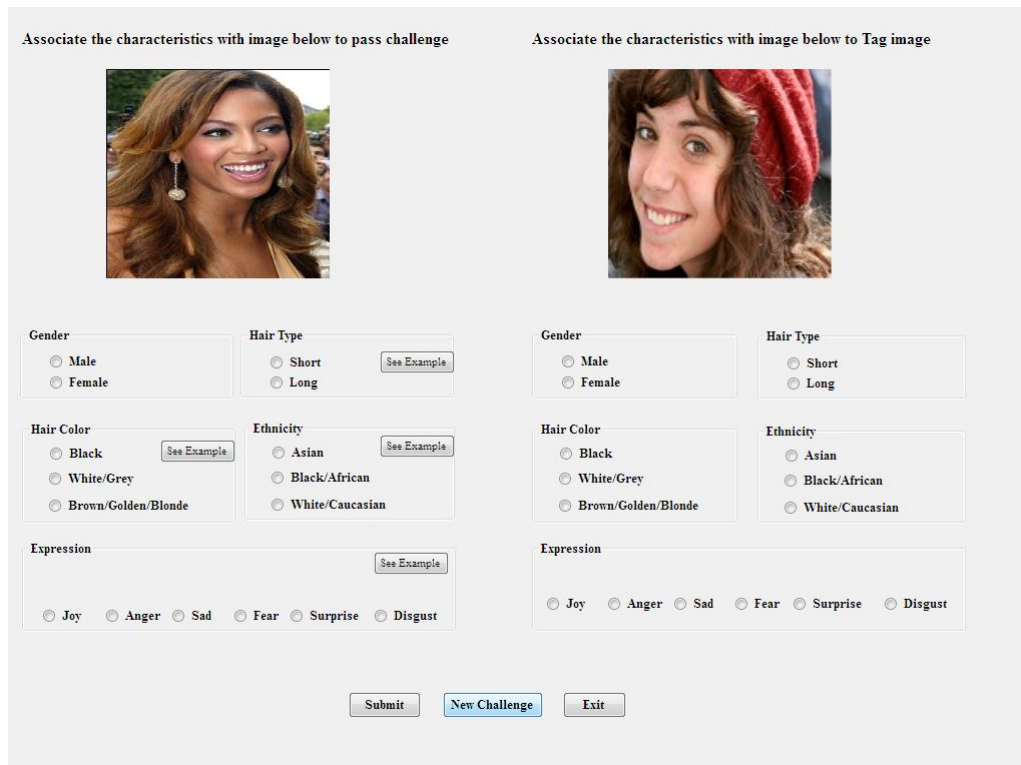 Associate the characteristics with image below to pass challenge
Associate the characteristics with image below to Tag image
Gender
Male
Female
Hair Type
Short
See Example
Long
Hair Color
Black
See Example
White/Grey
Brown/Golden/Blonde
Ethnicity
Asian
See Example
Black/African
White/Caucasian
Expression
See Example
Joy Anger Sad Fear Surprise Disgust
Gender
Male
Female
Hair Type
Short
Long
Hair Color
Black
White/Grey
Brown/Golden/Blonde
Ethnicity
Asian
Black/African
White/Caucasian
Expression
Joy Anger Sad Fear Surprise Disgust
Submit New Challenge Exit